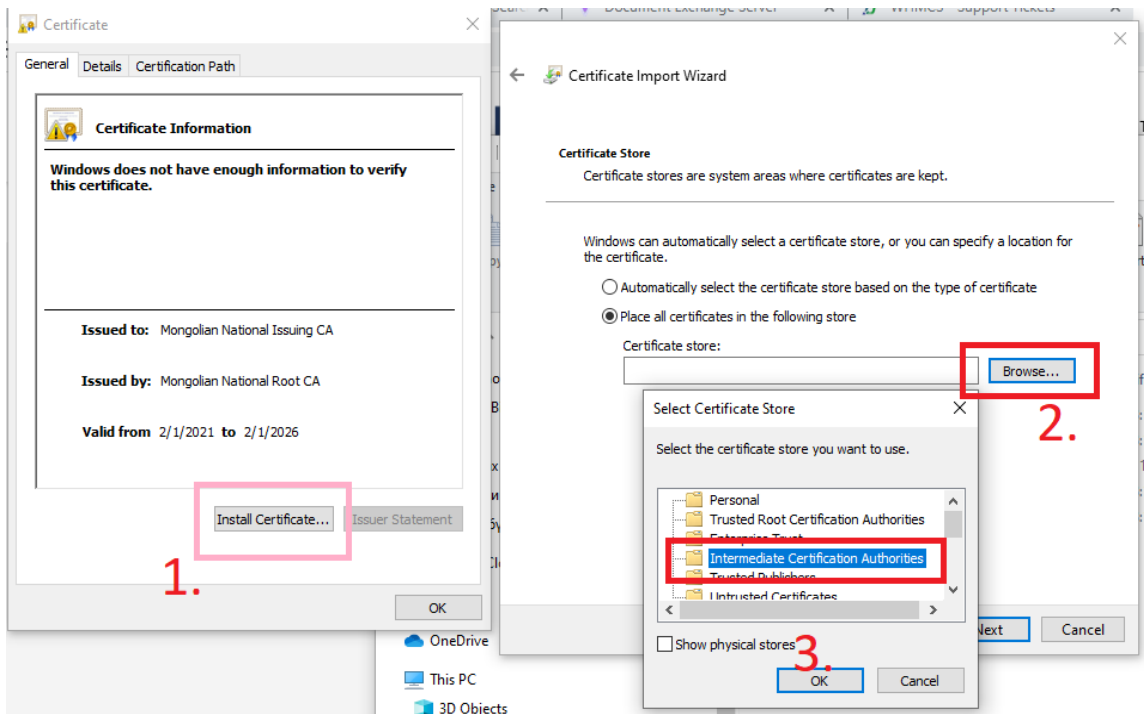 Document Exchange Server
WHMCS - Support Tickets
Certificate
General
Details
Certification Path
Certificate Information
Windows does not have enough information to verify
this certificate.
Issued to: Mongolian National Issuing CA
Issued by: Mongolian National Root CA
Valid from 2/1/2021 to 2/1/2026
Install Certificate...
Issuer Statement
1.
OK
Certificate Import Wizard
Certificate Store
Certificate stores are system areas where certificates are kept.
Windows can automatically select a certificate store, or you can specify a location for
the certificate.
Automatically select the certificate store based on the type of certificate
Place all certificates in the following store
Certificate store:
Browse...
2.
Select Certificate Store
Select the certificate store you want to use.
Personal
Trusted Root Certification Authorities
Enterprise Trust
Intermediate Certification Authorities
Trusted Publishers
Untrusted Certificates
Show physical stores
3.
OK
Cancel
Next
Cancel
OneDrive
This PC
3D Objects